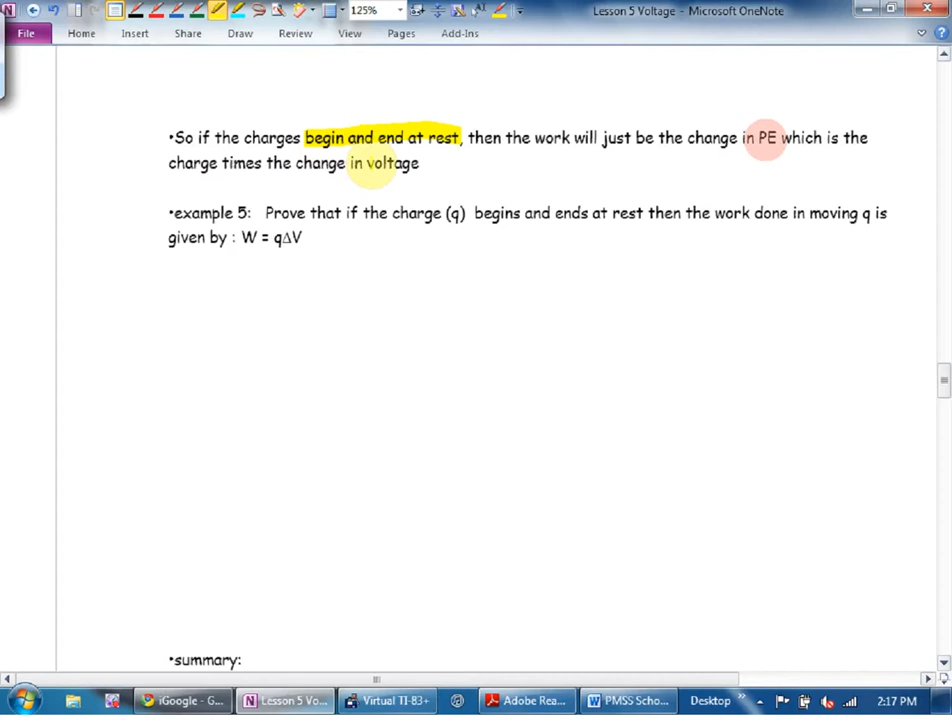 125%
Lesson 5 Voltage - Microsoft OneNote
File Home Insert Share Draw Review View Pages Add-Ins
•So if the charges begin and end at rest, then the work will just be the change in PE which is the
charge times the change in voltage
•example 5: Prove that if the charge (q) begins and ends at rest then the work done in moving q is
given by : W = qΔV
•summary:
iGoogle - G... Lesson 5 Vo... Virtual TI-83+ Adobe Rea... PMSS Scho... Desktop 2:17 PM